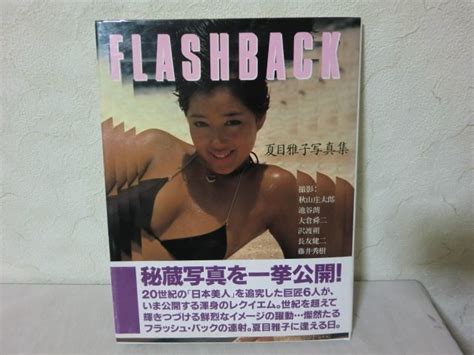 FLASHBACK
夏目雅子写真集
撮影:
秋山庄太郎
池谷朗
大倉舜二
沢渡朔
長友健二
藤井秀樹
秘蔵写真を一挙公開!
20世紀の「日本美人」を追究した巨匠6人が、
いま公開する渾身のレクイエム。世紀を超えて
輝きつづける鮮烈なイメージの躍動…燦然たる
フラッシュ・バックの連射。夏目雅子に逢える日。